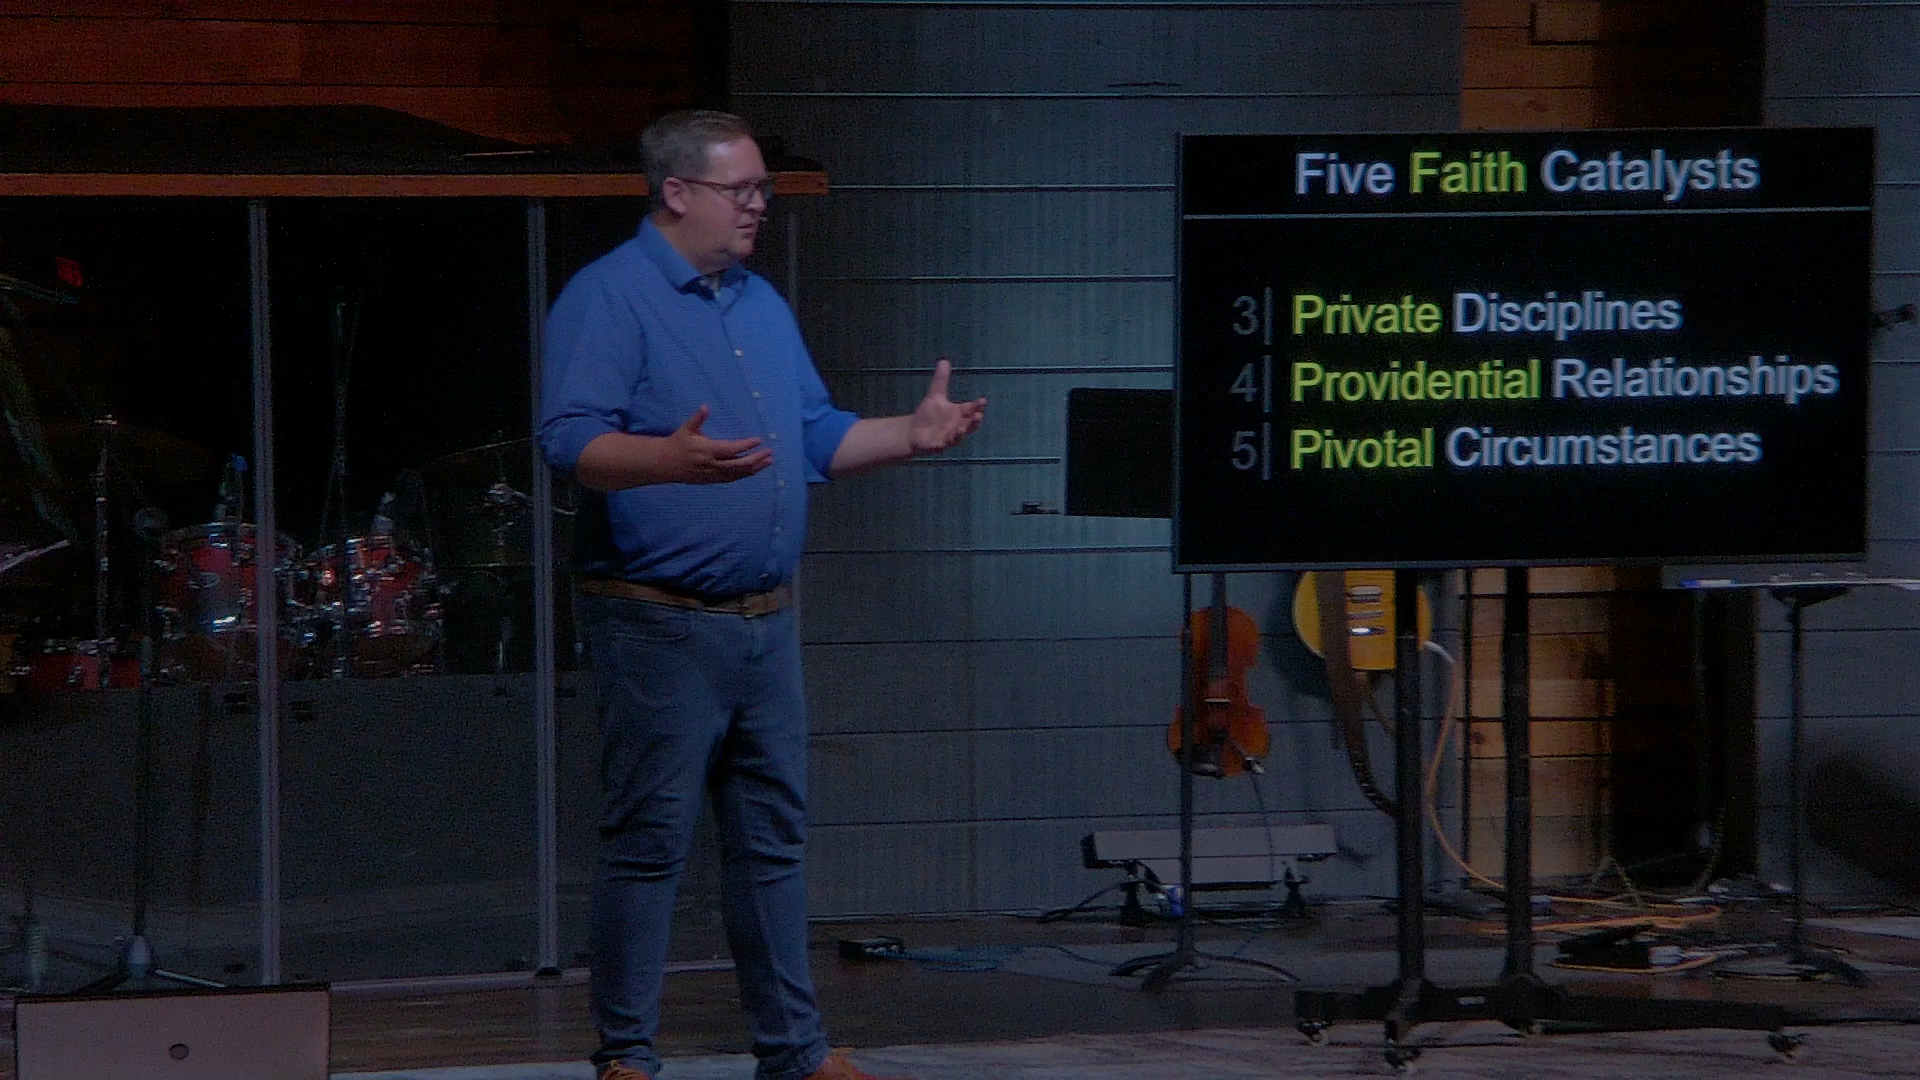 Five Faith Catalysts
3| Private Disciplines
4| Providential Relationships
5| Pivotal Circumstances